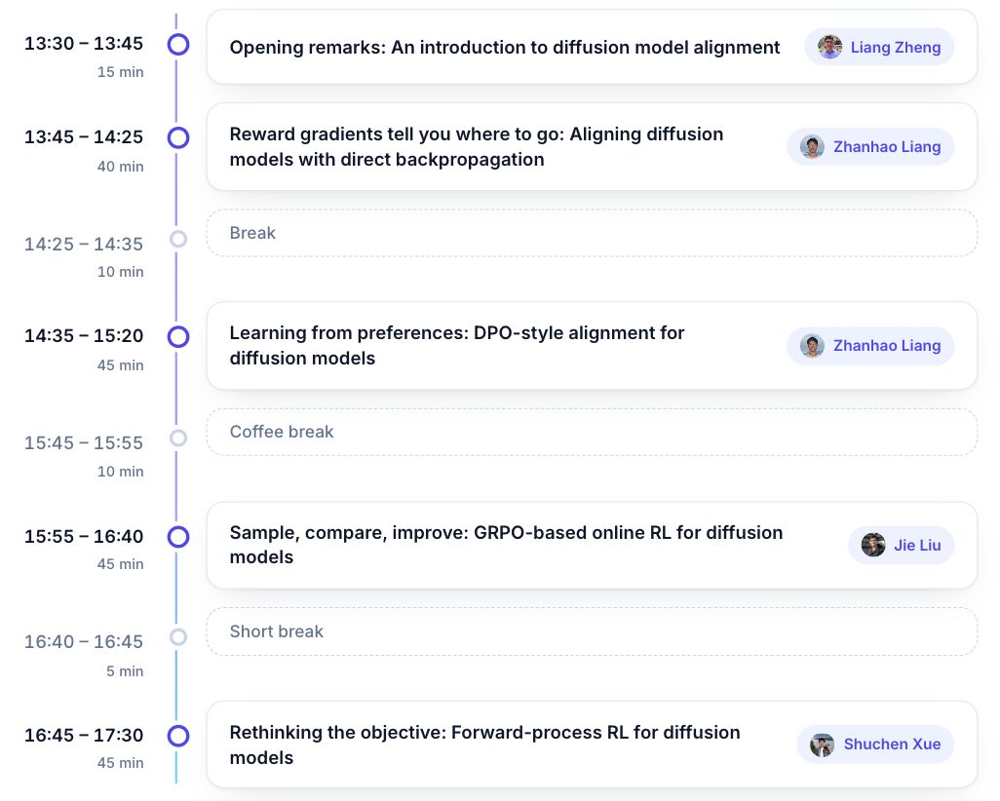 13:30 – 13:45
15 min
Opening remarks: An introduction to diffusion model alignment
Liang Zheng
13:45 – 14:25
40 min
Reward gradients tell you where to go: Aligning diffusion
models with direct backpropagation
Zhanhao Liang
14:25 – 14:35
10 min
Break
14:35 – 15:20
45 min
Learning from preferences: DPO-style alignment for
diffusion models
Zhanhao Liang
15:45 – 15:55
10 min
Coffee break
15:55 – 16:40
45 min
Sample, compare, improve: GRPO-based online RL for diffusion
models
Jie Liu
16:40 – 16:45
5 min
Short break
16:45 – 17:30
45 min
Rethinking the objective: Forward-process RL for diffusion
models
Shuchen Xue